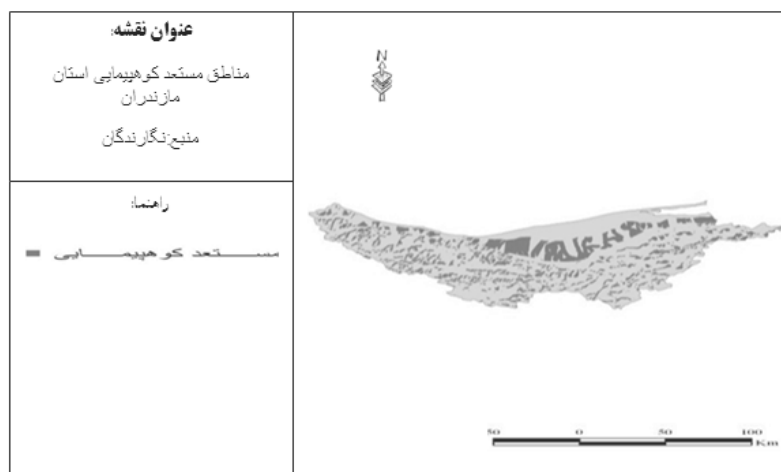 عنوان نقشه:
مناطق مستعد کوهپیمایی استان
مازندران
منبع:نگارندگان
راهنما:
مستعد کوهپیمایی
N
50 0 50 100
Km